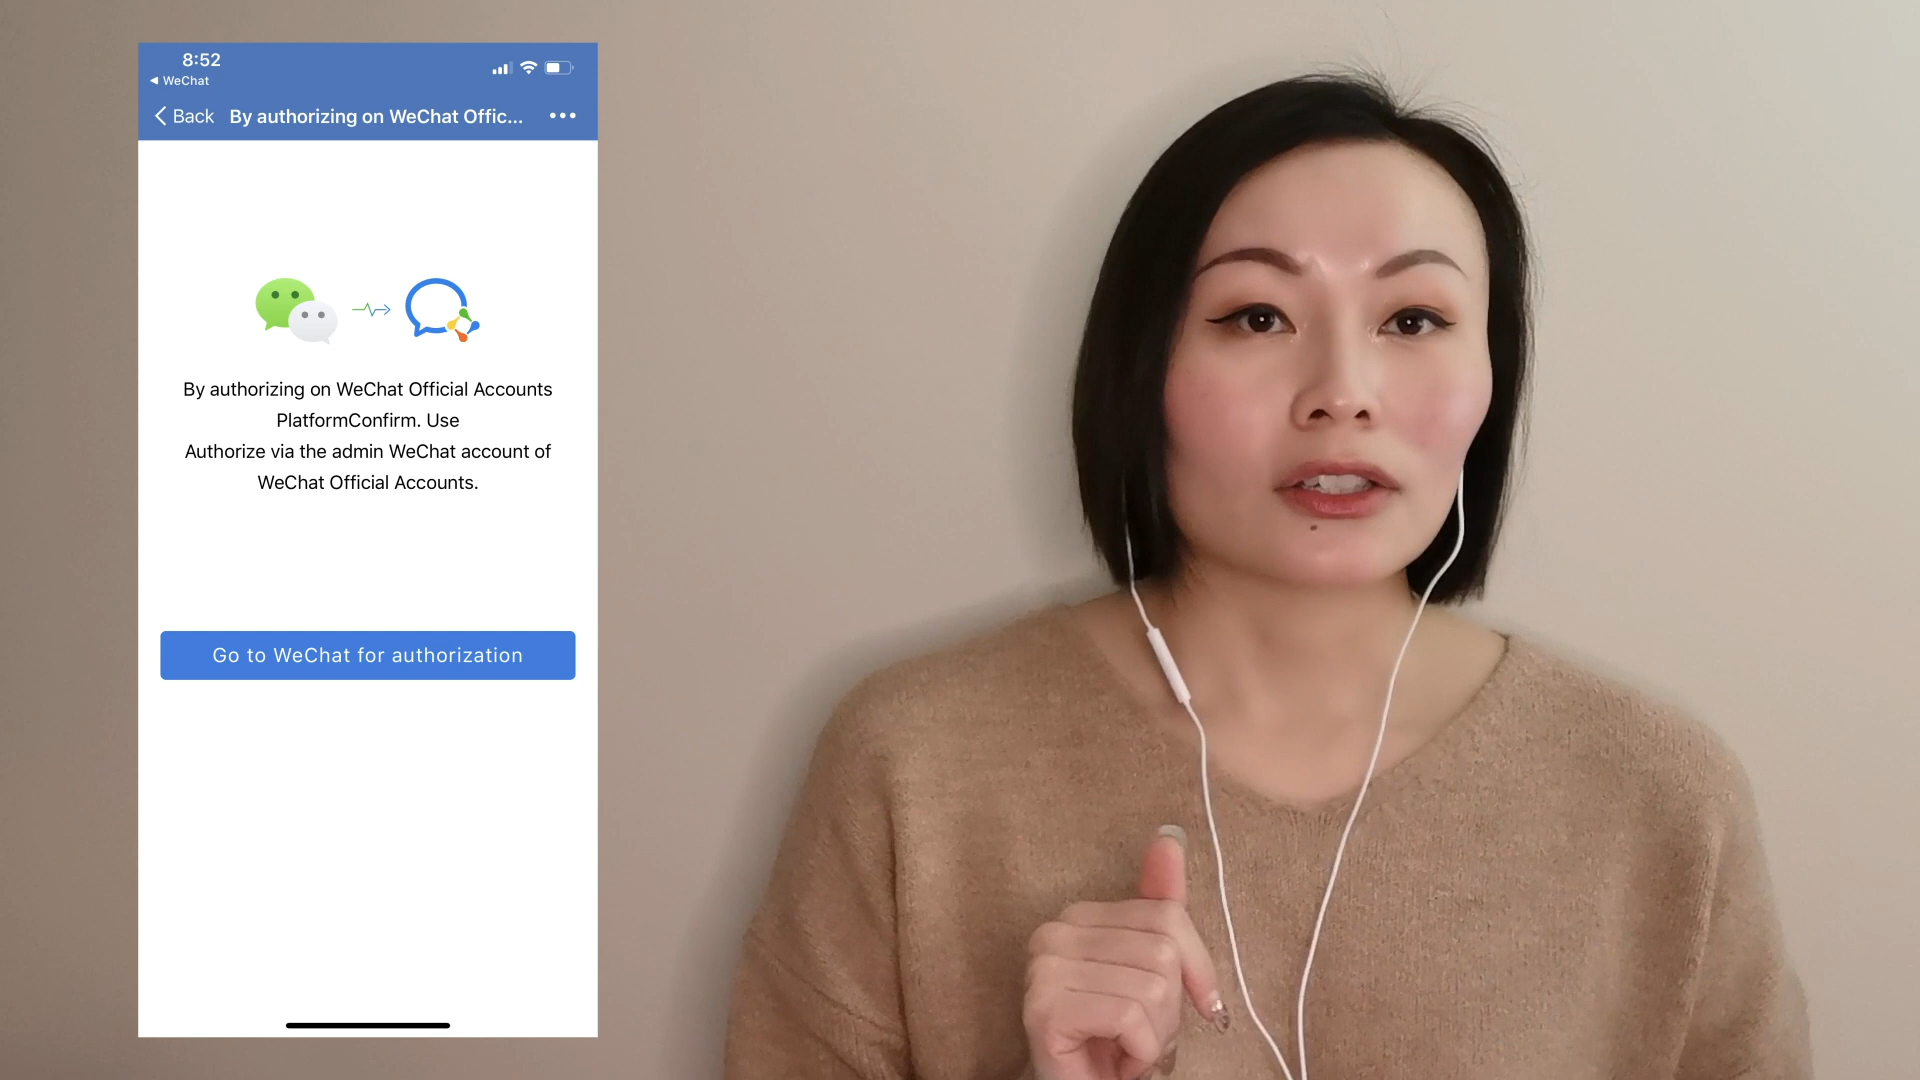 8:52
◀ WeChat
Back By authorizing on WeChat Offic...
By authorizing on WeChat Official Accounts
PlatformConfirm. Use
Authorize via the admin WeChat account of
WeChat Official Accounts.
Go to WeChat for authorization